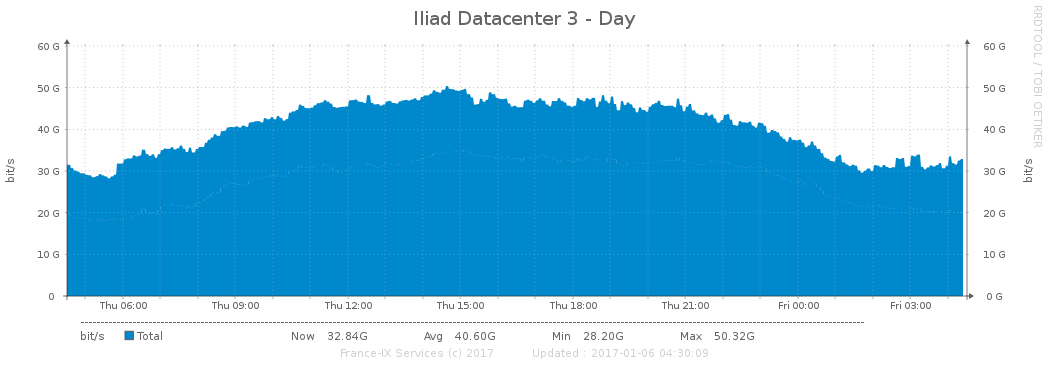 Iliad Datacenter 3 - Day
RRDTOOL / TOBI OETIKER
bit/s
60 G
50 G
40 G
30 G
20 G
10 G
0
60 G
50 G
40 G
30 G
20 G
10 G
0 G
bit/s
Thu 06:00 Thu 09:00 Thu 12:00 Thu 15:00 Thu 18:00 Thu 21:00 Fri 00:00 Fri 03:00
bit/s Total Now 32.84G Avg 40.60G Min 28.20G Max 50.32G
France-IX Services (c) 2017 Updated : 2017-01-06 04:30:09